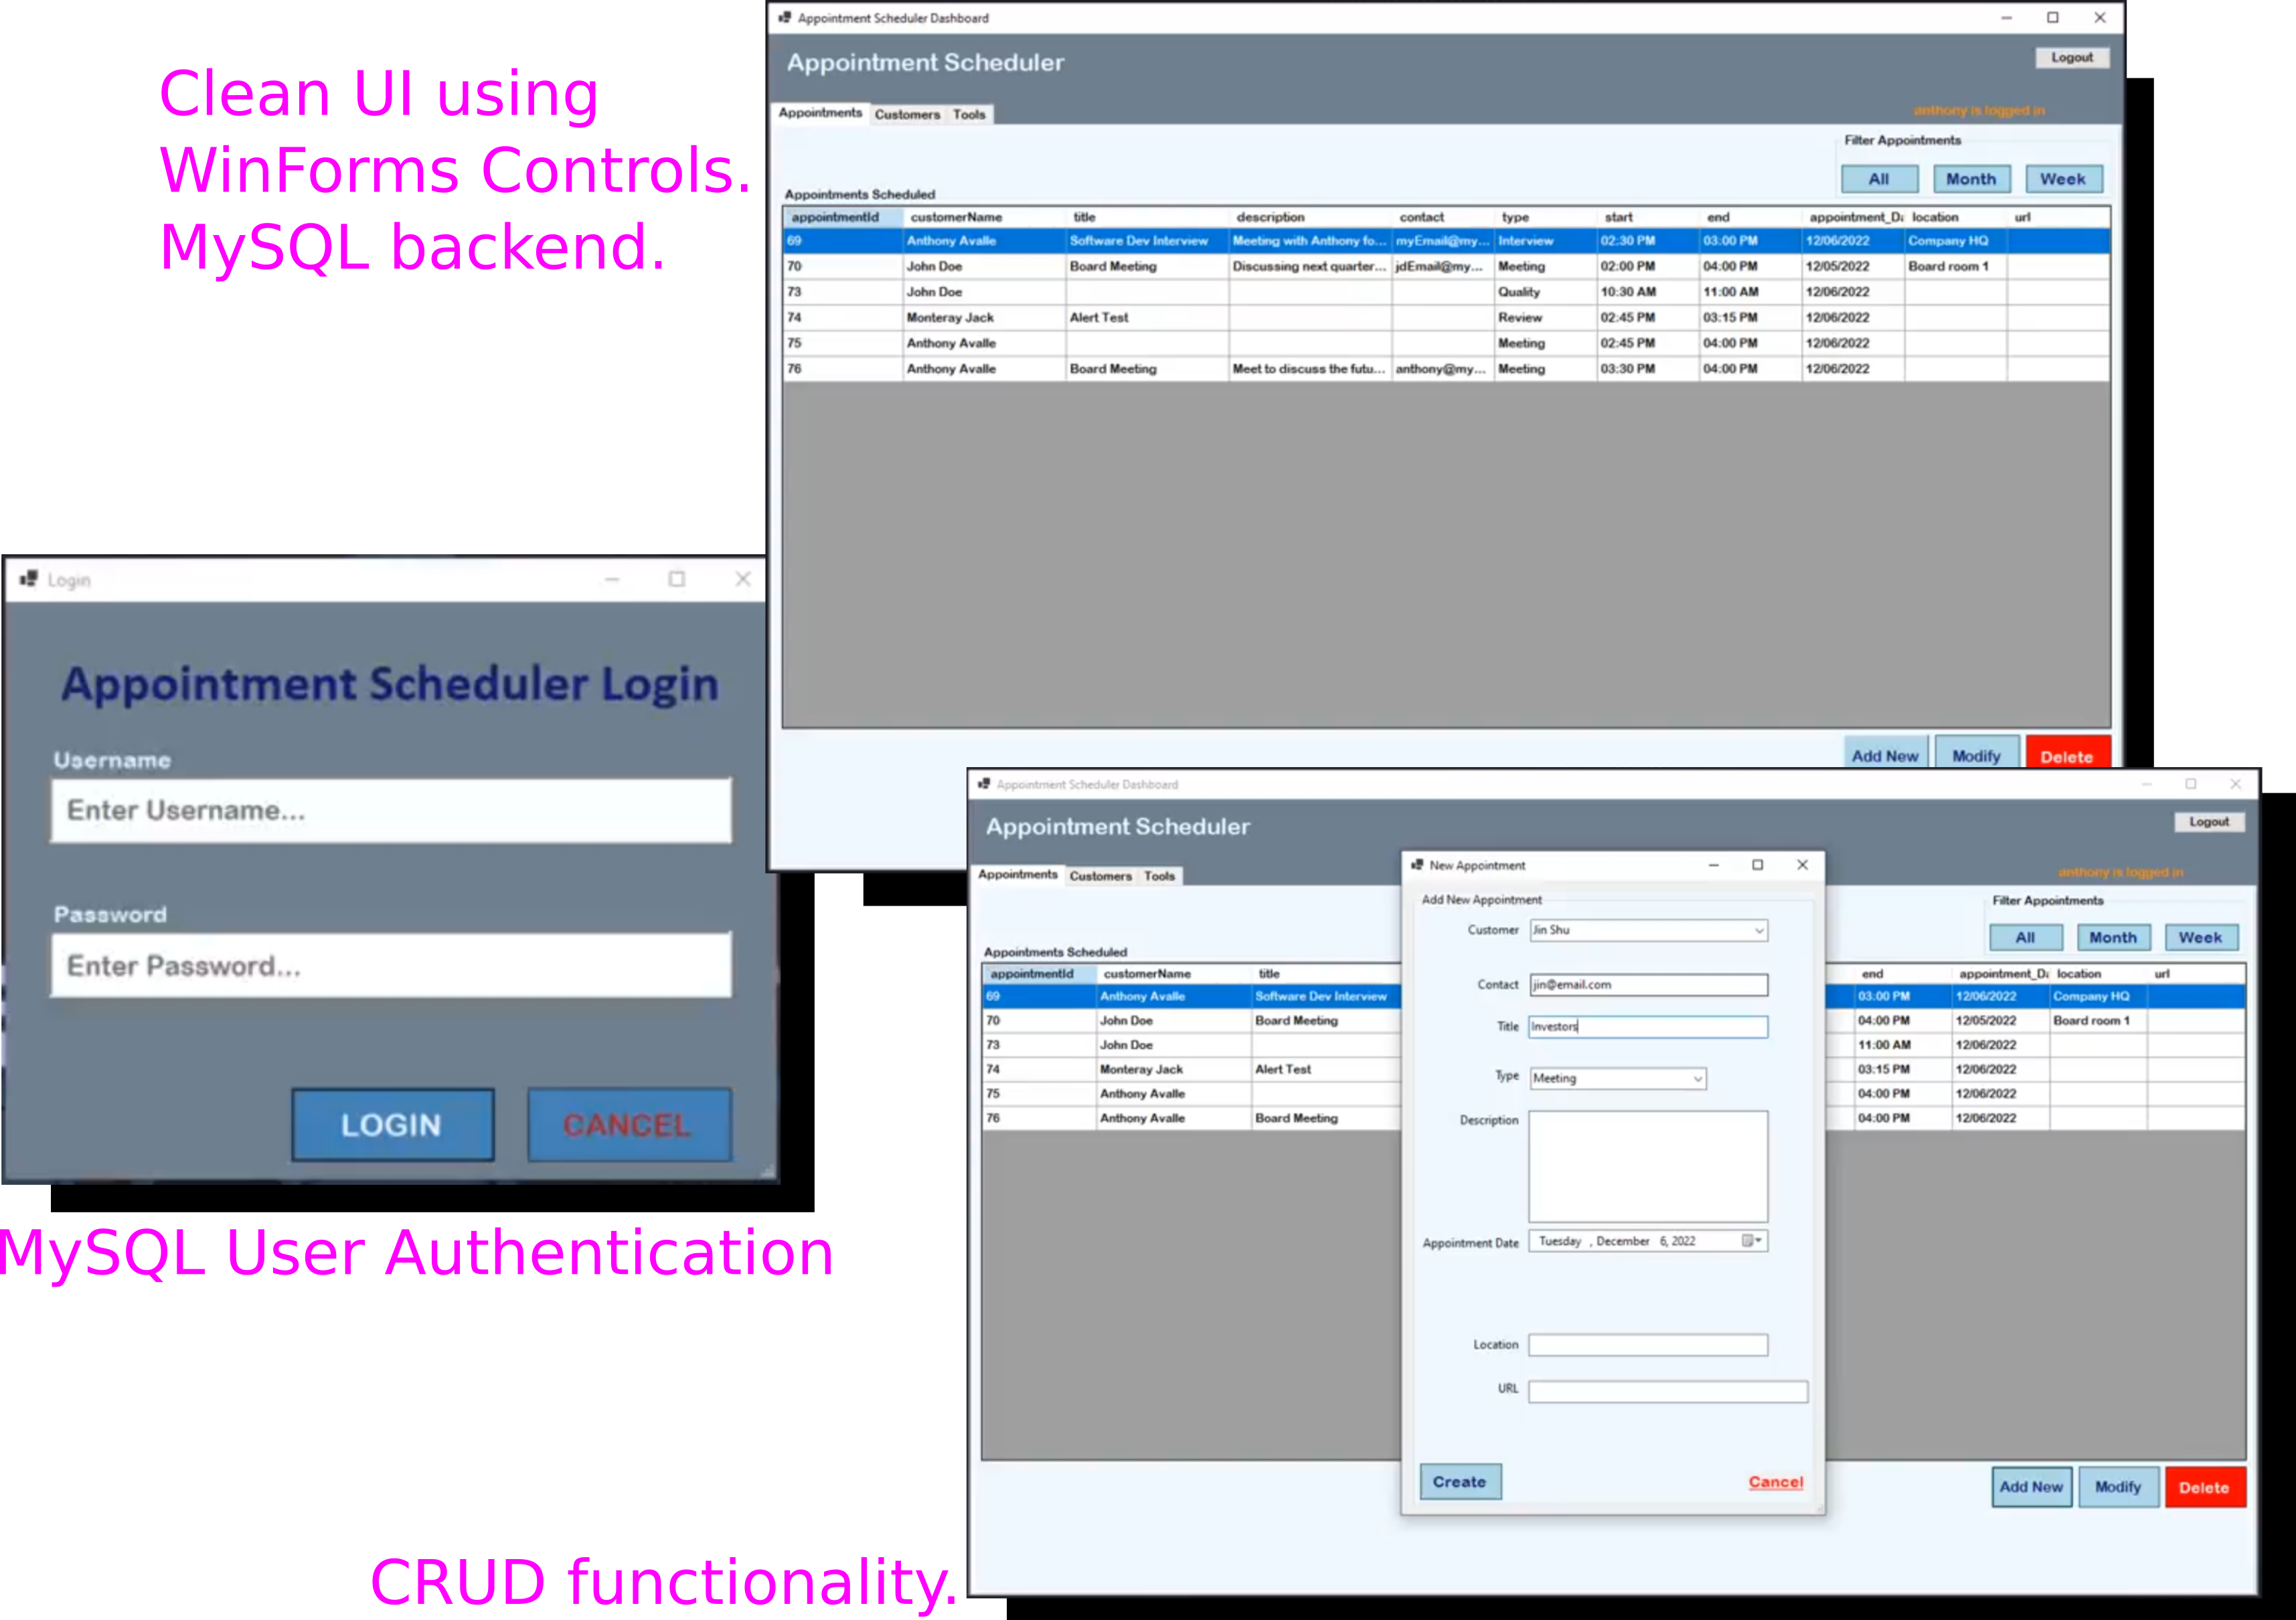 Clean UI using
WinForms Controls.
MySQL backend.
Appointment Scheduler Dashboard
Appointment Scheduler
Logout
Appointments Customers Tools
anthony is logged in
Filter Appointments
All Month Week
Appointments Scheduled
appointmentId customerName title description contact type start end appointment_Da location url
69 Anthony Avalle Software Dev Interview Meeting with Anthony fo... myEmail@my... Interview 02:30 PM 03:00 PM 12/06/2022 Company HQ
70 John Doe Board Meeting Discussing next quarter... jdEmail@my... Meeting 02:00 PM 04:00 PM 12/05/2022 Board room 1
73 John Doe Quality 10:30 AM 11:00 AM 12/06/2022
74 Monteray Jack Alert Test Review 02:45 PM 03:15 PM 12/06/2022
75 Anthony Avalle Meeting 02:45 PM 04:00 PM 12/06/2022
76 Anthony Avalle Board Meeting Meet to discuss the futu... anthony@my... Meeting 03:30 PM 04:00 PM 12/06/2022
Add New Modify Delete
Login
Appointment Scheduler Login
Username
Enter Username...
Password
Enter Password...
LOGIN CANCEL
MySQL User Authentication
Appointment Scheduler Dashboard
Appointment Scheduler
Logout
Appointments Customers Tools
anthony is logged in
Filter Appointments
All Month Week
Appointments Scheduled
appointmentId customerName title end appointment_Da location url
69 Anthony Avalle Software Dev Interview 03:00 PM 12/06/2022 Company HQ
70 John Doe Board Meeting 04:00 PM 12/05/2022 Board room 1
73 John Doe 11:00 AM 12/06/2022
74 Monteray Jack Alert Test 03:15 PM 12/06/2022
75 Anthony Avalle 04:00 PM 12/06/2022
76 Anthony Avalle Board Meeting 04:00 PM 12/06/2022
New Appointment
Add New Appointment
Customer Jin Shu
Contact jin@email.com
Title Investors
Type Meeting
Description
Appointment Date Tuesday , December 6, 2022
Location
URL
Create Cancel
Add New Modify Delete
CRUD functionality.